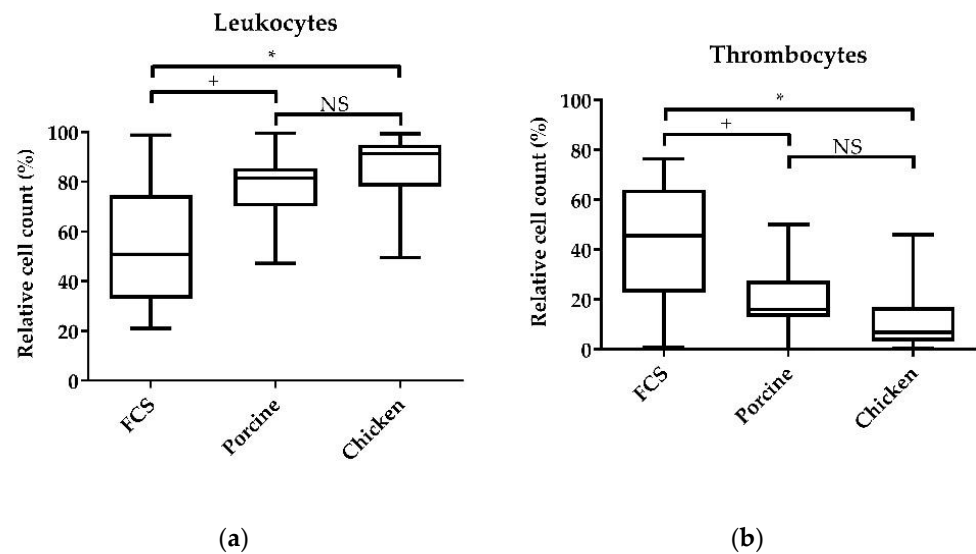 Leukocytes
*
+
NS
Relative cell count (%)
100
80
60
40
20
0
FCS
Porcine
Chicken
(a)
Thrombocytes
*
+
NS
Relative cell count (%)
100
80
60
40
20
0
FCS
Porcine
Chicken
(b)